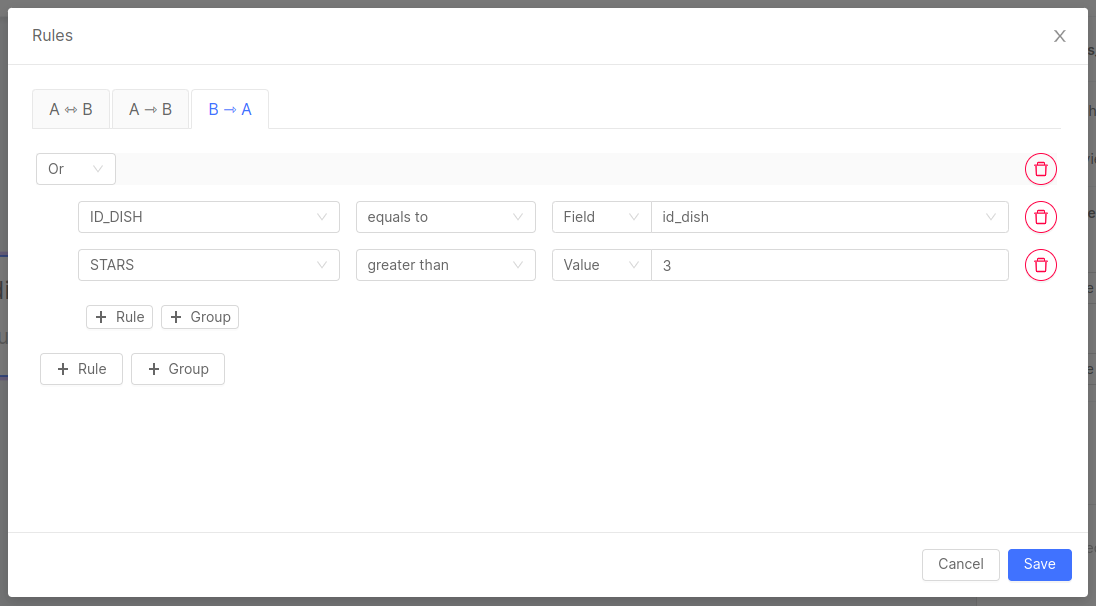 Rules
A ⇔ B
A → B
B → A
Or
ID_DISH equals to Field id_dish
STARS greater than Value 3
+ Rule + Group
+ Rule + Group
Cancel Save